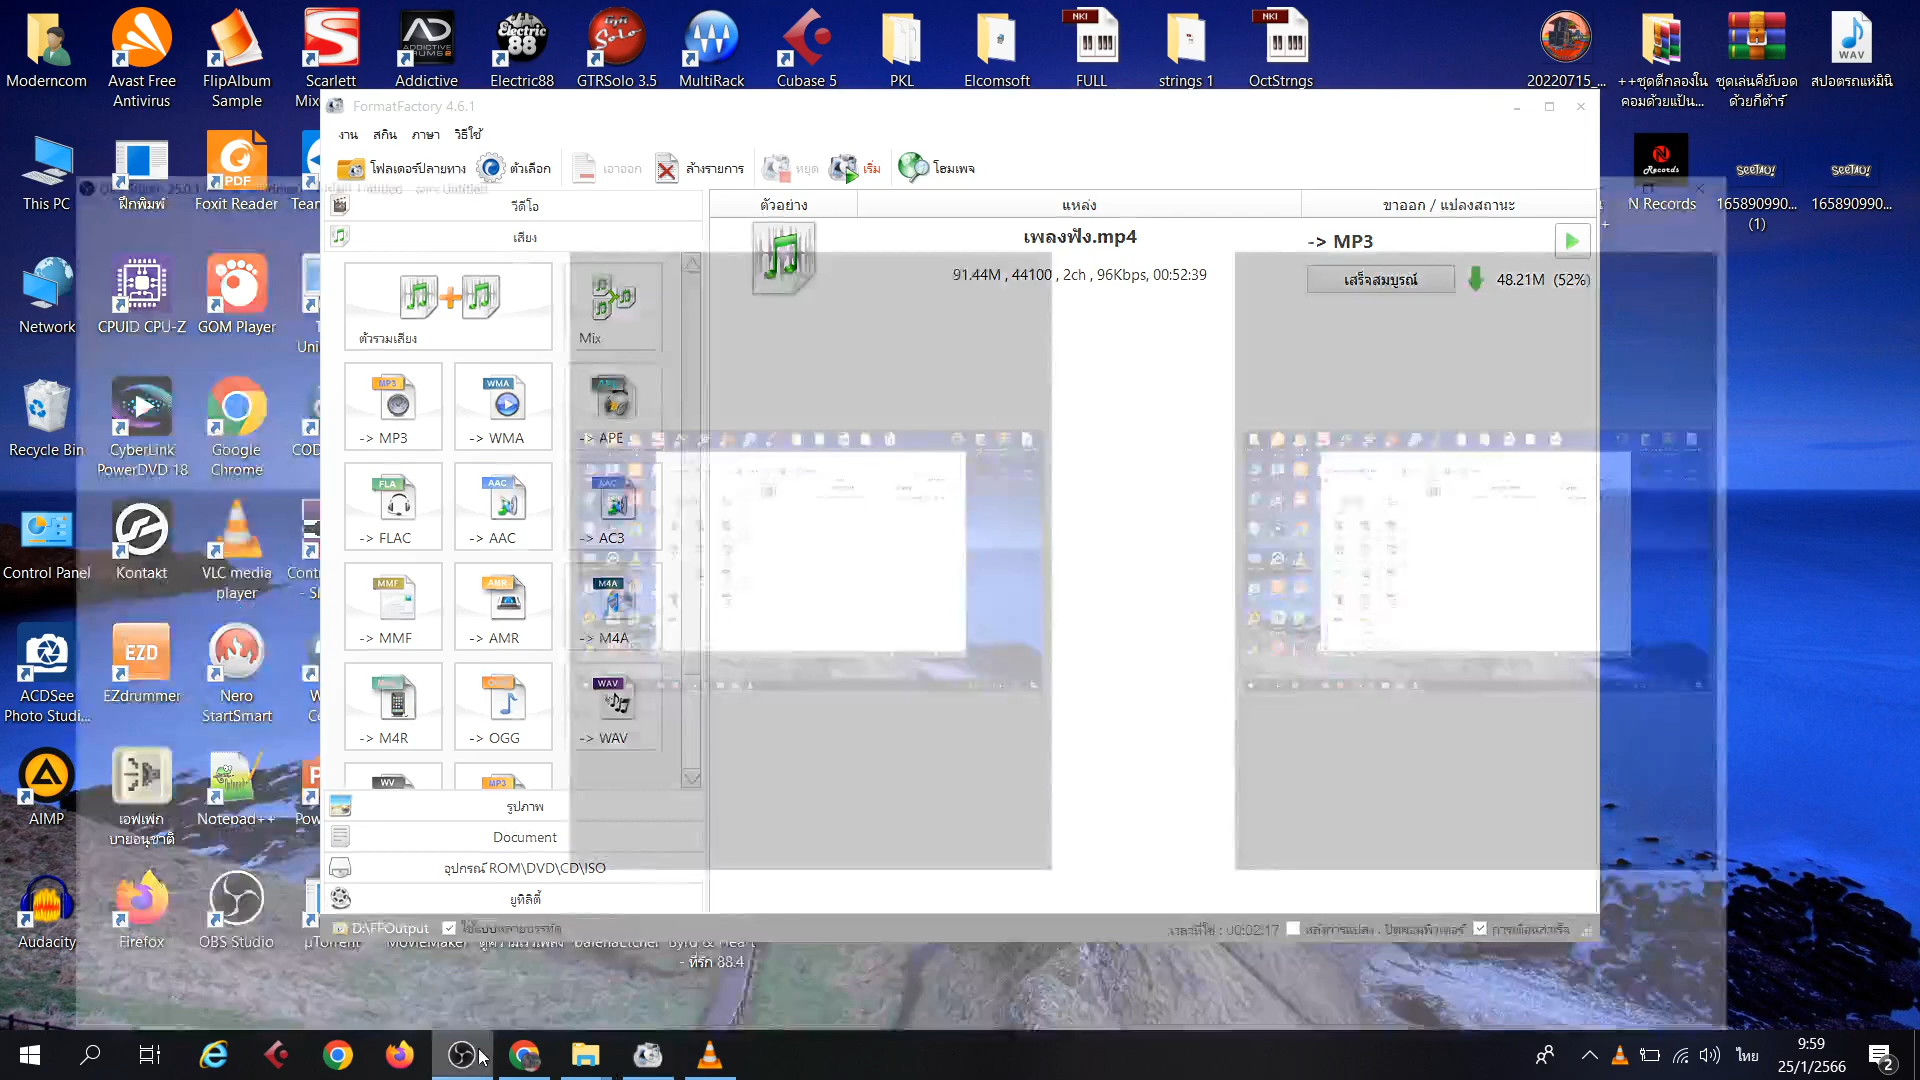 Moderncom
Avast Free
Antivirus
FlipAlbum
Sample
Scarlett
Addictive
Electric88
GTRSolo 3.5
MultiRack
Cubase 5
PKL
Elcomsoft
FULL
strings 1
OctStrngs
20220715_...
++ชุดตีกลองใน
คอมด้วยแป้น...
ชุดเล่นคีย์บอด
ด้วยกีต้าร์
สปอตรถแห่มินิ
FormatFactory 4.6.1
งาน สกิน ภาษา วิธีใช้
โฟลเดอร์ปลายทาง
ตัวเลือก
เอาออก
ล้างรายการ
หยุด
เริ่ม
โฮมเพจ
วีดีโอ
เสียง
ตัวอย่าง
แหล่ง
ขาออก / แปลงสถานะ
เพลงฟัง.mp4
91.44M , 44100 , 2ch , 96Kbps, 00:52:39
-> MP3
เสร็จสมบูรณ์
48.21M (52%)
ตัวรวมเสียง
Mix
-> MP3
-> WMA
-> APE
-> FLAC
-> AAC
-> AC3
-> MMF
-> AMR
-> M4A
-> M4R
-> OGG
-> WAV
รูปภาพ
Document
อุปกรณ์ ROM\DVD\CD\ISO
ยูทิลิตี้
D:\FFOutput
This PC
ฝึกพิมพ์
Foxit Reader
N Records
165890990...
(1)
165890990...
Network
CPUID CPU-Z
GOM Player
Recycle Bin
CyberLink
PowerDVD 18
Google
Chrome
Control Panel
Kontakt
VLC media
player
ACDSee
Photo Studi...
EZdrummer
Nero
StartSmart
AIMP
เอฟเฟก
บายอนุชาติ
Notepad++
Audacity
Firefox
OBS Studio
µTorrent
- ที่รัก 88.4
ไทย
9:59
25/1/2566
2